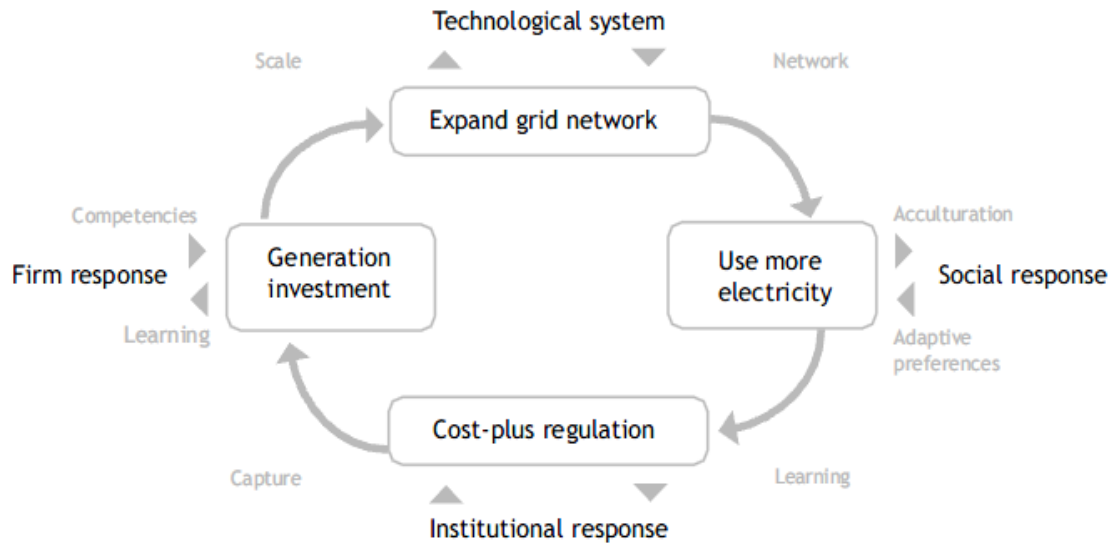 Technological system
Scale
Network
Expand grid network
Competencies
Acculturation
Firm response
Generation
investment
Use more
electricity
Social response
Learning
Adaptive
preferences
Cost-plus regulation
Capture
Learning
Institutional response